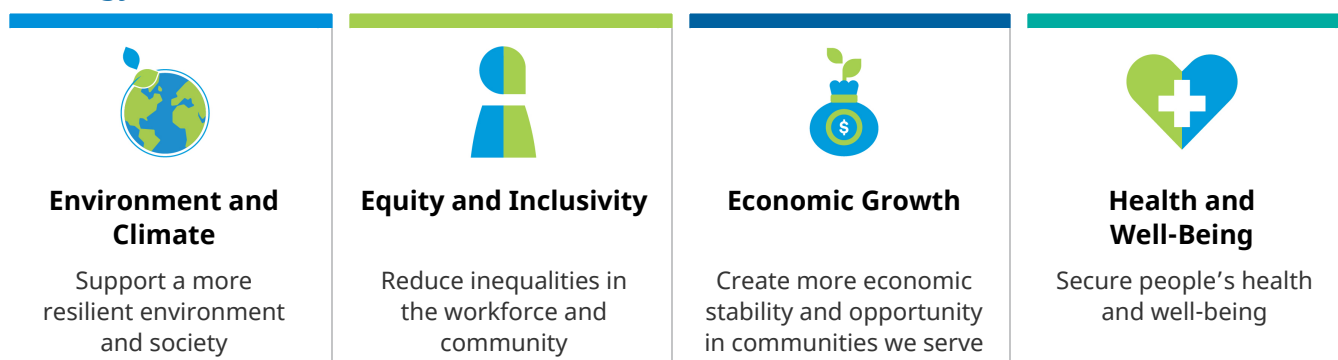 Environment and
Climate
Support a more
resilient environment
and society
Equity and Inclusivity
Reduce inequalities in
the workforce and
community
$
Economic Growth
Create more economic
stability and opportunity
in communities we serve
Health and
Well-Being
Secure people’s health
and well-being